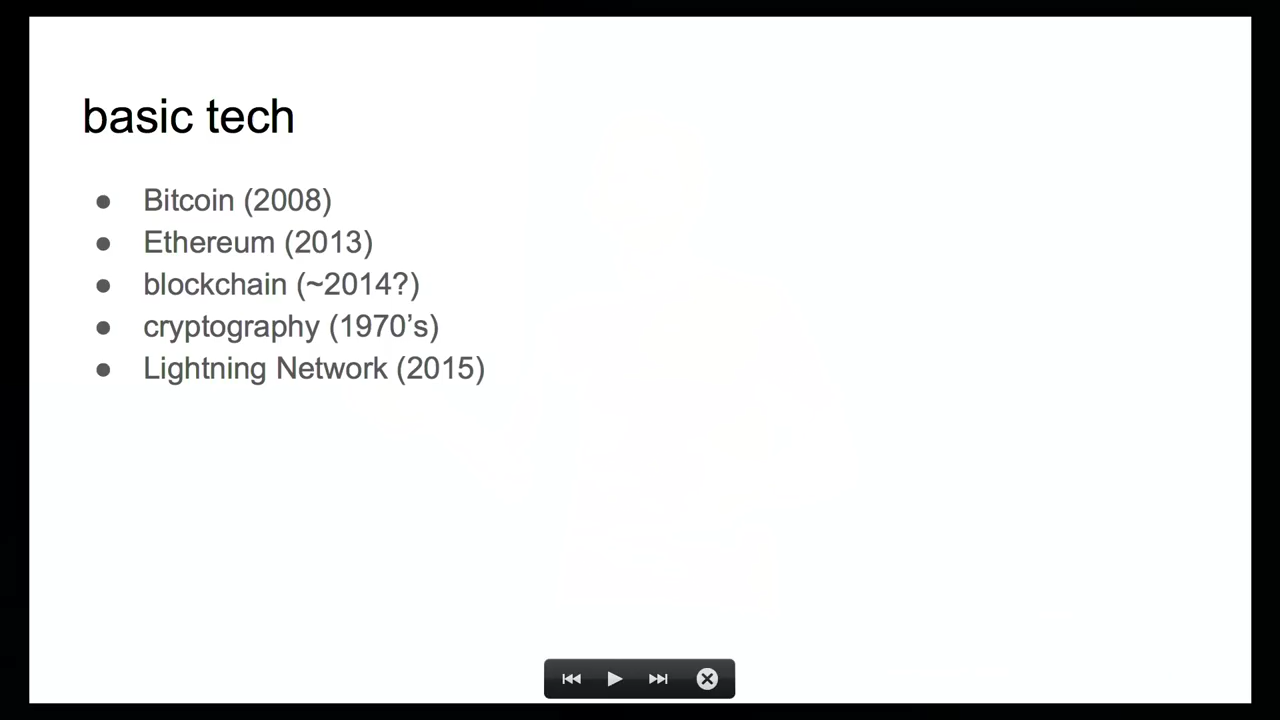 basic tech
● Bitcoin (2008)
● Ethereum (2013)
● blockchain (~2014?)
● cryptography (1970’s)
● Lightning Network (2015)